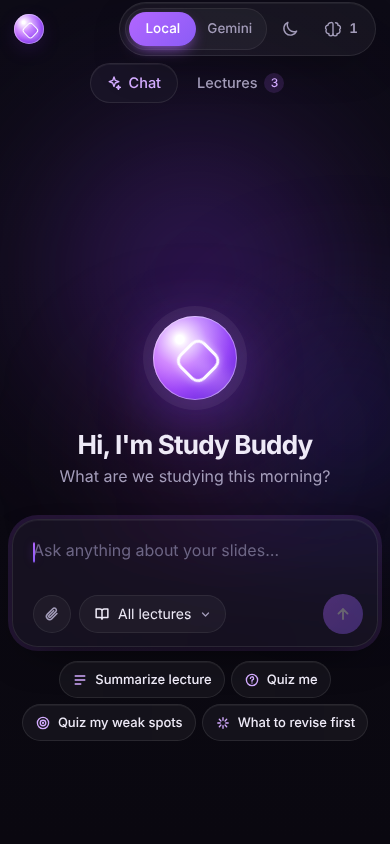 Local Gemini 1
Chat Lectures 3
Hi, I'm Study Buddy
What are we studying this morning?
Ask anything about your slides...
All lectures
Summarize lecture Quiz me
Quiz my weak spots What to revise first